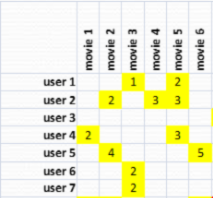 movie 1 movie 2 movie 3 movie 4 movie 5 movie 6
user 1 1 2
user 2 2 3 3
user 3
user 4 2 3
user 5 4 5
user 6 2
user 7 2